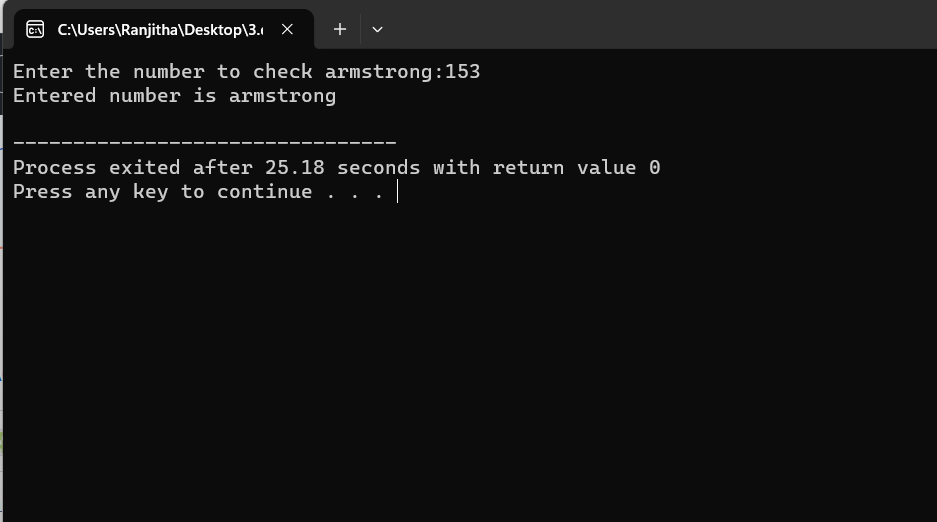 C:\Users\Ranjitha\Desktop\3.
Enter the number to check armstrong:153
Entered number is armstrong
--------------------------------
Process exited after 25.18 seconds with return value 0
Press any key to continue . . .